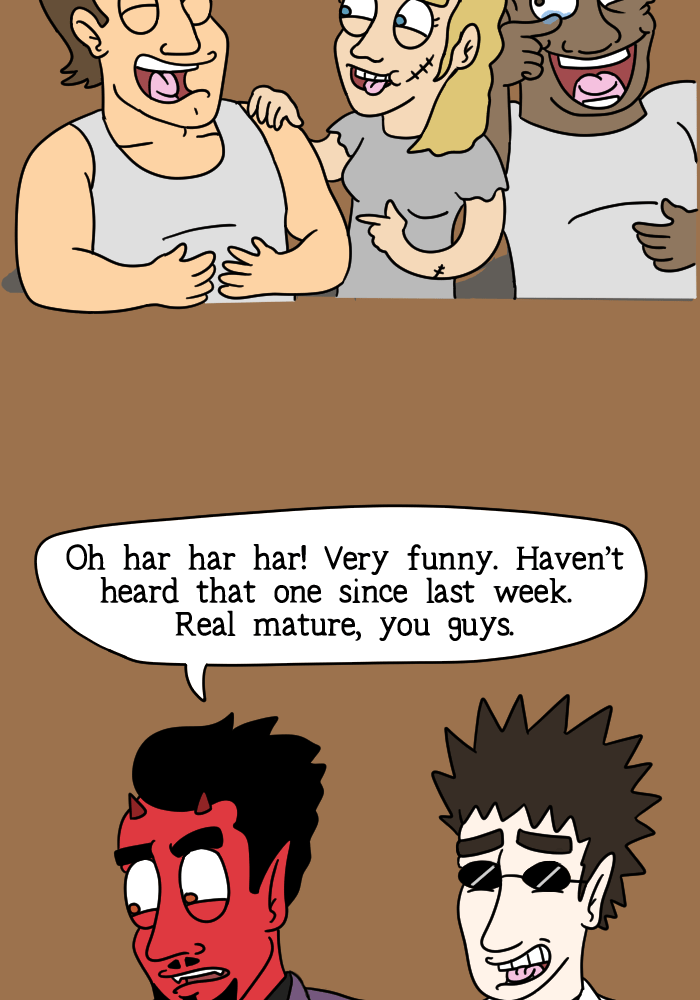 Oh har har har! Very funny. Haven't
heard that one since last week.
Real mature, you guys.